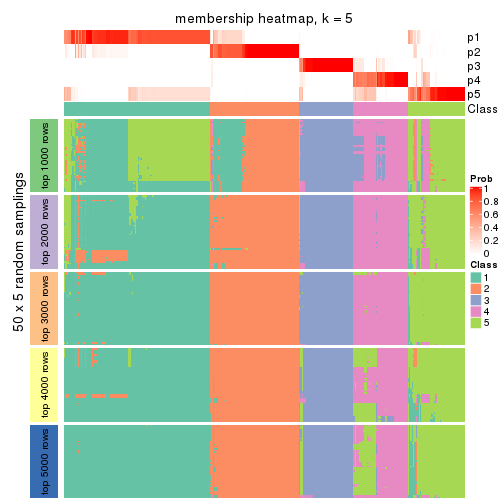 membership heatmap, k = 5
p1
p2
p3
p4
p5
Class
50 x 5 random samplings
top 1000 rows
top 2000 rows
top 3000 rows
top 4000 rows
top 5000 rows
Prob
1
0.8
0.6
0.4
0.2
0
Class
1
2
3
4
5